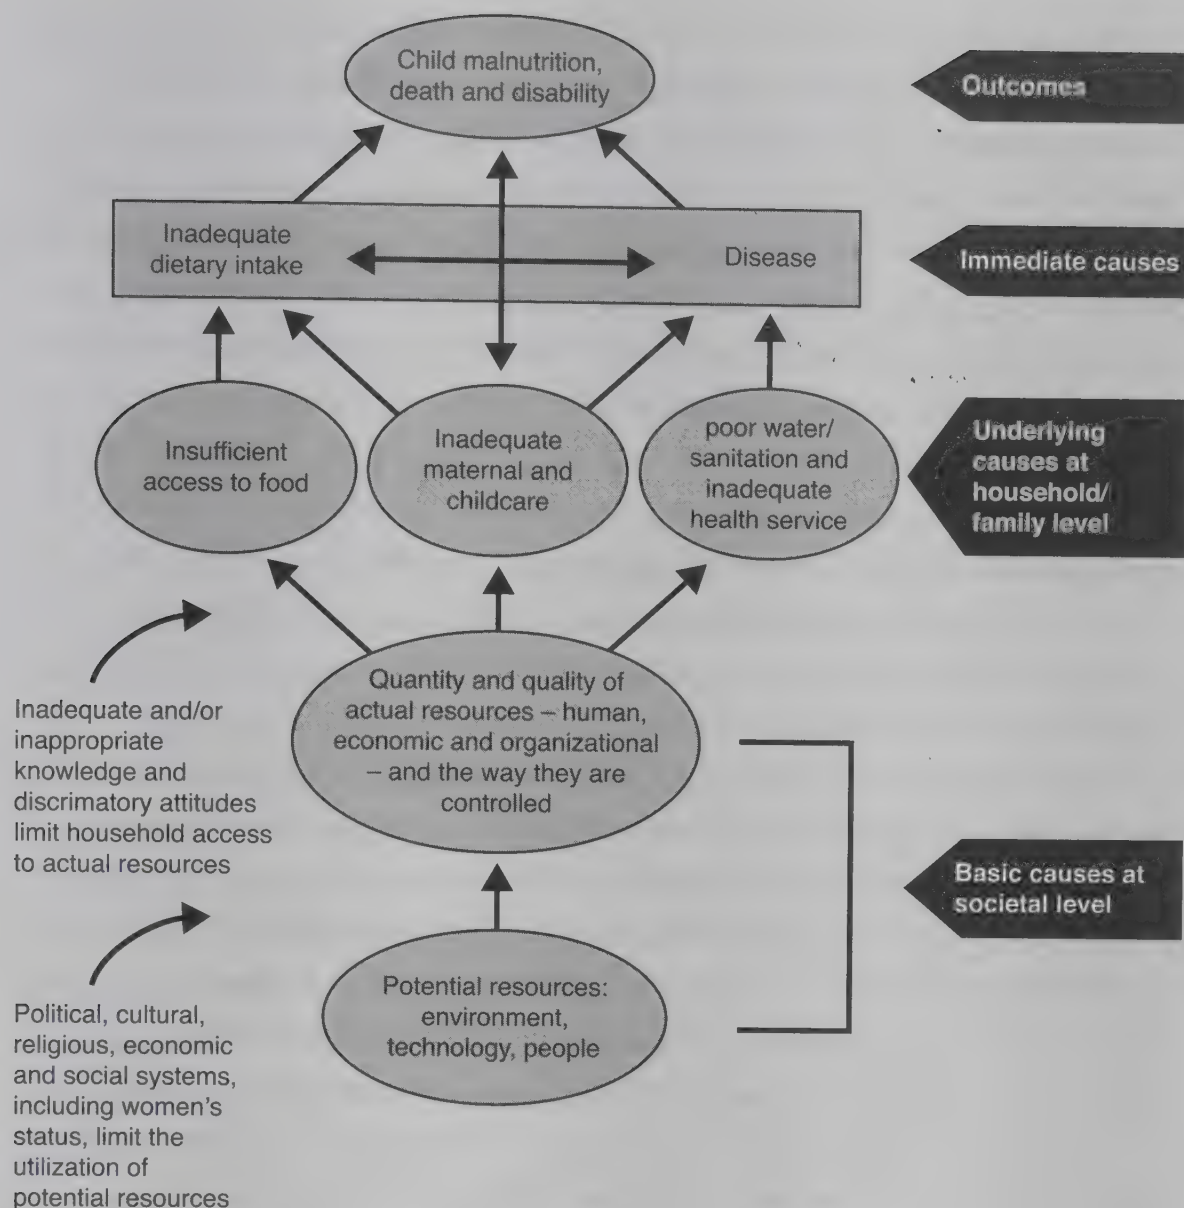 Child malnutrition,
death and disability
Outcomes
Inadequate
dietary intake
Disease
Immediate causes
Insufficient
access to food
Inadequate
maternal and
childcare
poor water/
sanitation and
inadequate
health service
Underlying
causes at
household/
family level
Quantity and quality of
actual resources – human,
economic and organizational
– and the way they are
controlled
Inadequate and/or
inappropriate
knowledge and
discrimatory attitudes
limit household access
to actual resources
Basic causes at
societal level
Potential resources:
environment,
technology, people
Political, cultural,
religious, economic
and social systems,
including women's
status, limit the
utilization of
potential resources